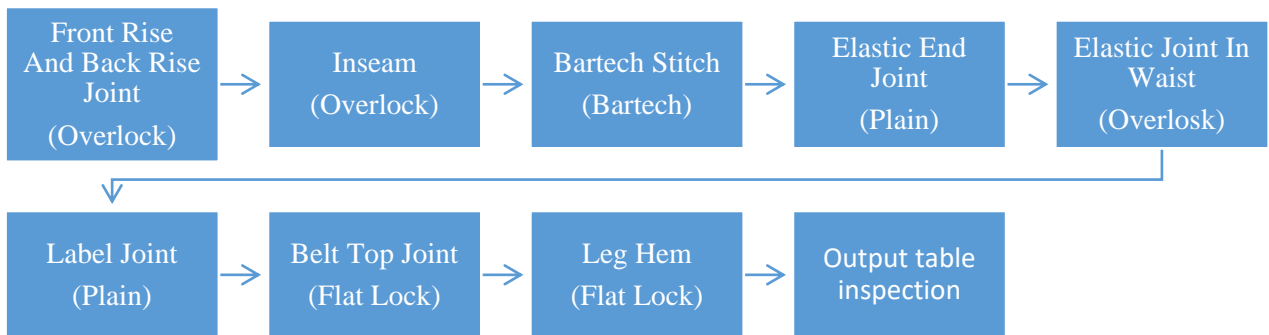 Front Rise
And Back Rise
Joint
(Overlock)
Inseam
(Overlock)
Bartech Stitch
(Bartech)
Elastic End
Joint
(Plain)
Elastic Joint In
Waist
(Overlosk)
Label Joint
(Plain)
Belt Top Joint
(Flat Lock)
Leg Hem
(Flat Lock)
Output table
inspection